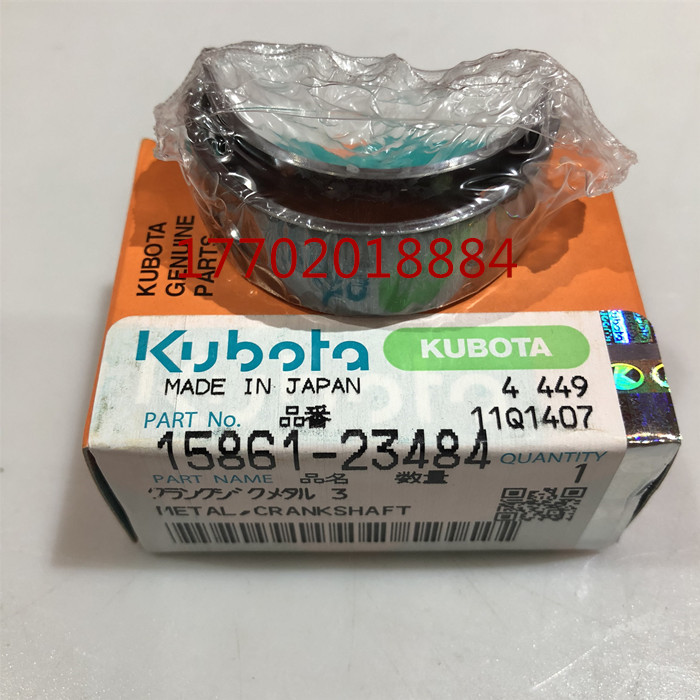 KUBOTA
GENUINE
PARTS
17702018884
Kubota KUBOTA
MADE IN JAPAN 4 449
PART No. 品番 11Q1407
15861-23484 QUANTITY
PART NAME 品名 数量 1
クランクジクメタル 3
METAL,CRANKSHAFT